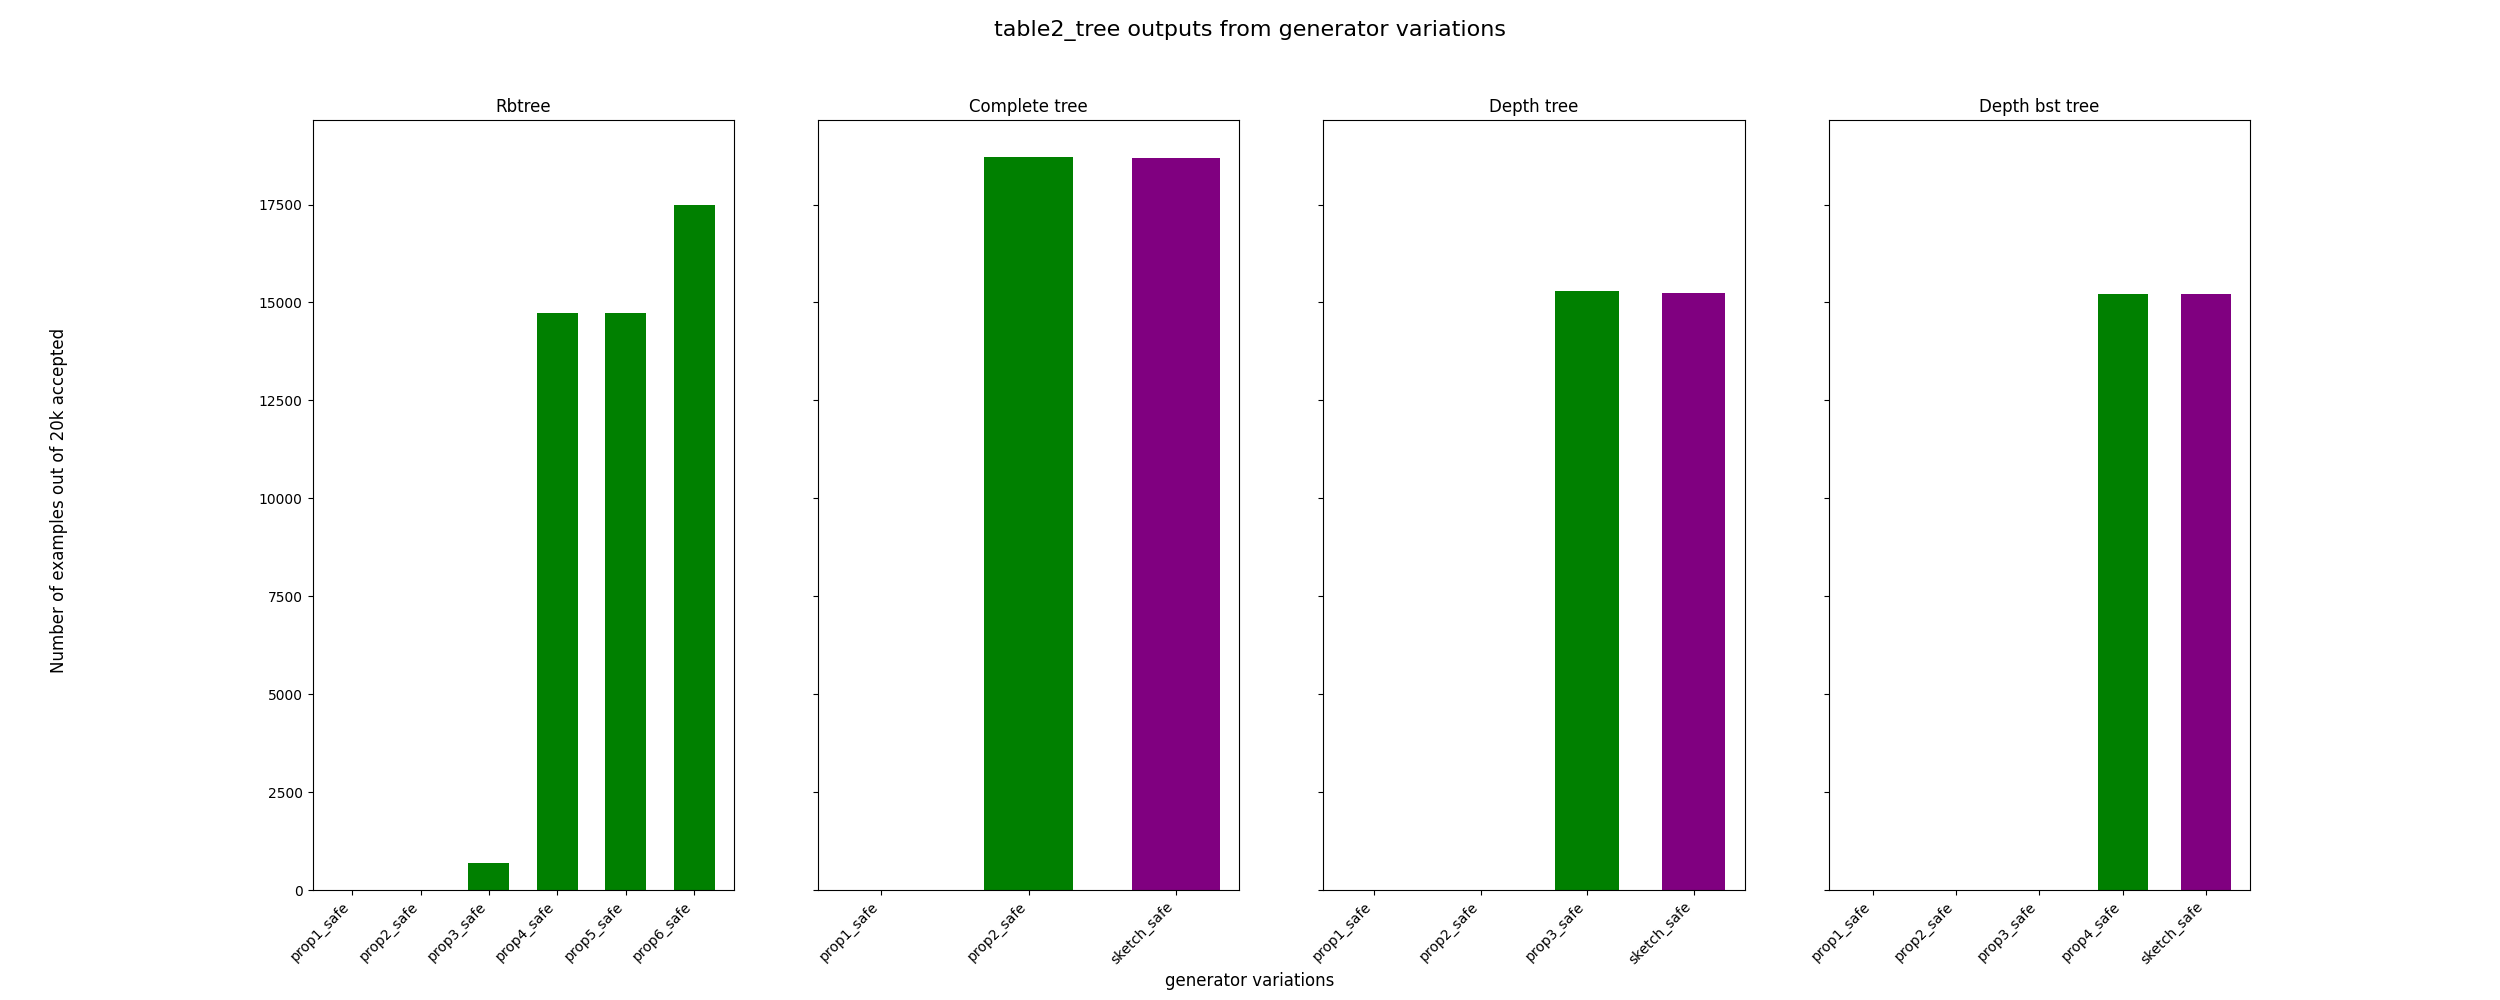 table2_tree outputs from generator variations
Rbtree
Complete tree
Depth tree
Depth bst tree
Number of examples out of 20k accepted
17500
15000
12500
10000
7500
5000
2500
0
prop1_safe
prop2_safe
prop3_safe
prop4_safe
prop5_safe
prop6_safe
prop1_safe
prop2_safe
sketch_safe
prop1_safe
prop2_safe
prop3_safe
sketch_safe
prop1_safe
prop2_safe
prop3_safe
prop4_safe
sketch_safe
generator variations